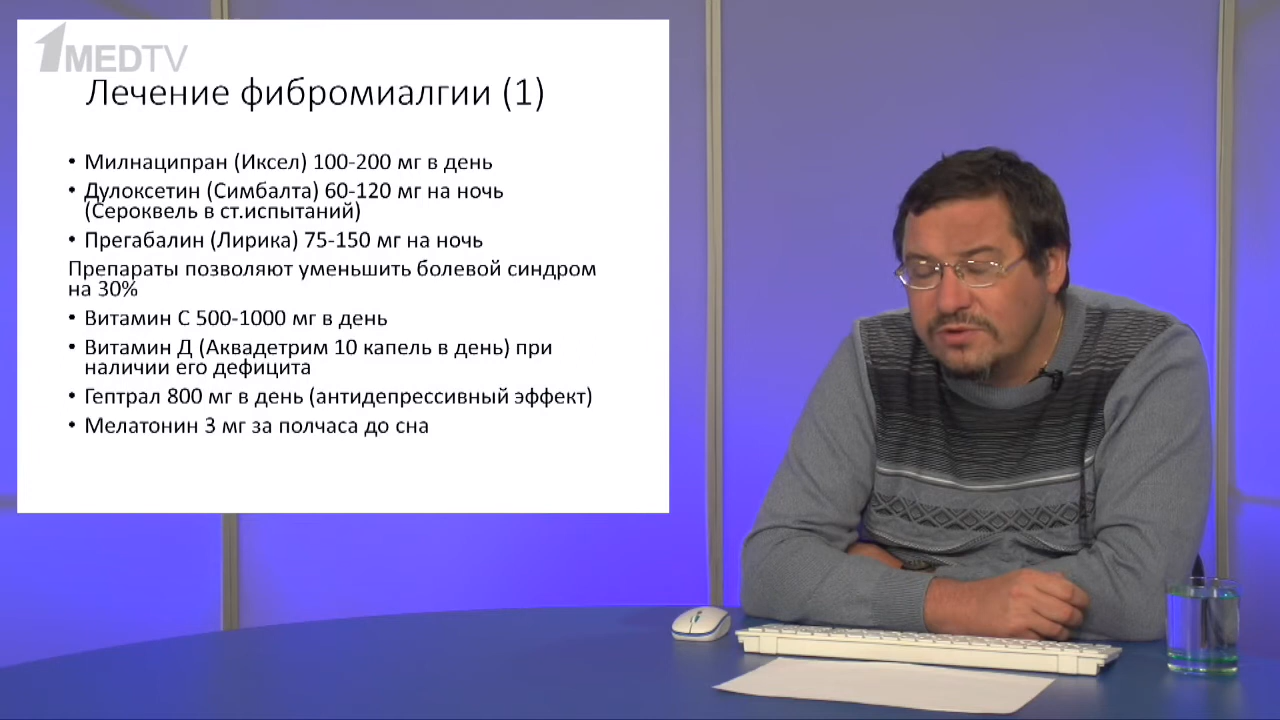 1MEDTV
Лечение фибромиалгии (1)
• Милнаципран (Иксел) 100-200 мг в день
• Дулоксетин (Симбалта) 60-120 мг на ночь
(Сероквель в ст.испытаний)
• Прегабалин (Лирика) 75-150 мг на ночь
Препараты позволяют уменьшить болевой синдром
на 30%
• Витамин С 500-1000 мг в день
• Витамин Д (Аквадетрим 10 капель в день) при
наличии его дефицита
• Гептрал 800 мг в день (антидепрессивный эффект)
• Мелатонин 3 мг за полчаса до сна